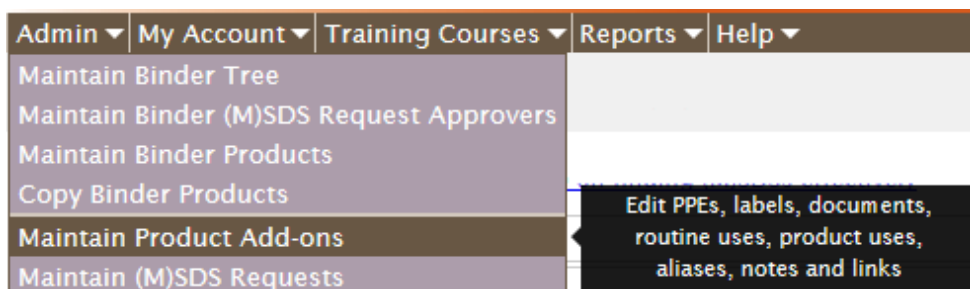 Admin My Account Training Courses Reports Help
Maintain Binder Tree
Maintain Binder (M)SDS Request Approvers
Maintain Binder Products
Copy Binder Products
Maintain Product Add-ons
Maintain (M)SDS Requests
Edit PPEs, labels, documents,
routine uses, product uses,
aliases, notes and links